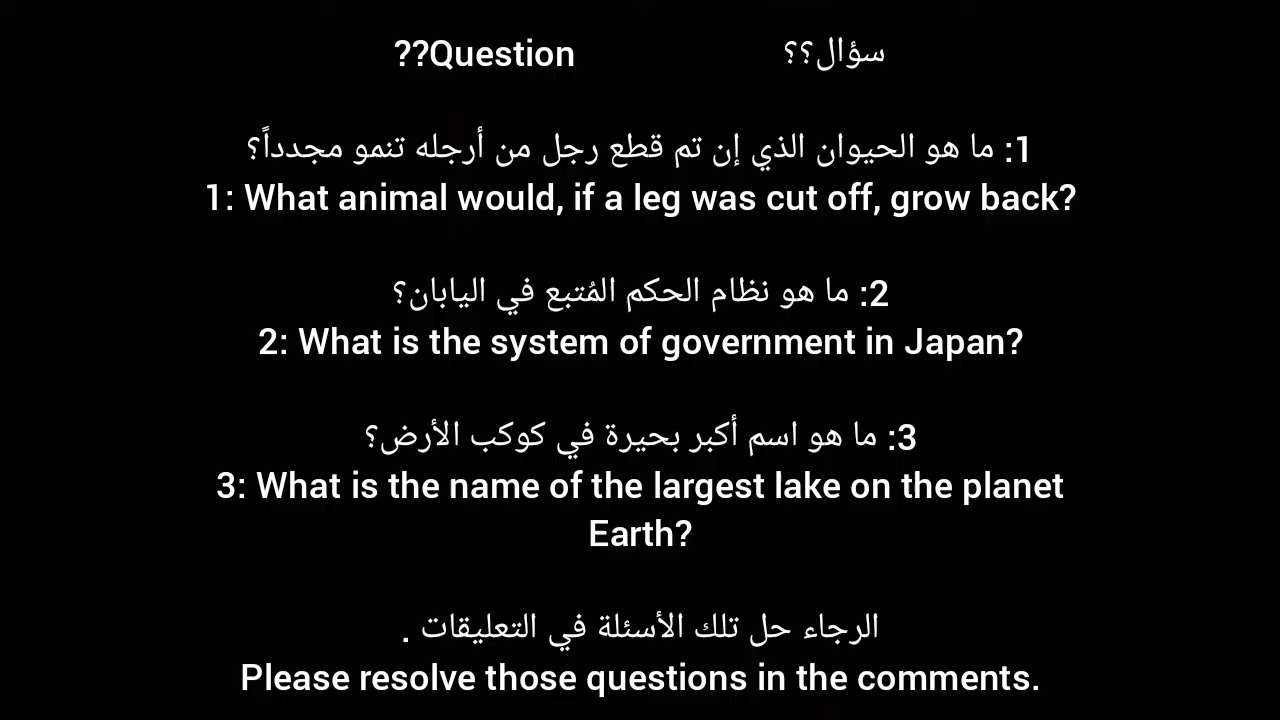 ??Question سؤال؟؟
1: ما هو الحيوان الذي إن تم قطع رجل من أرجله تنمو مجدداً؟
1: What animal would, if a leg was cut off, grow back?
2: ما هو نظام الحكم المُتبع في اليابان؟
2: What is the system of government in Japan?
3: ما هو اسم أكبر بحيرة في كوكب الأرض؟
3: What is the name of the largest lake on the planet
Earth?
الرجاء حل تلك الأسئلة في التعليقات .
Please resolve those questions in the comments.